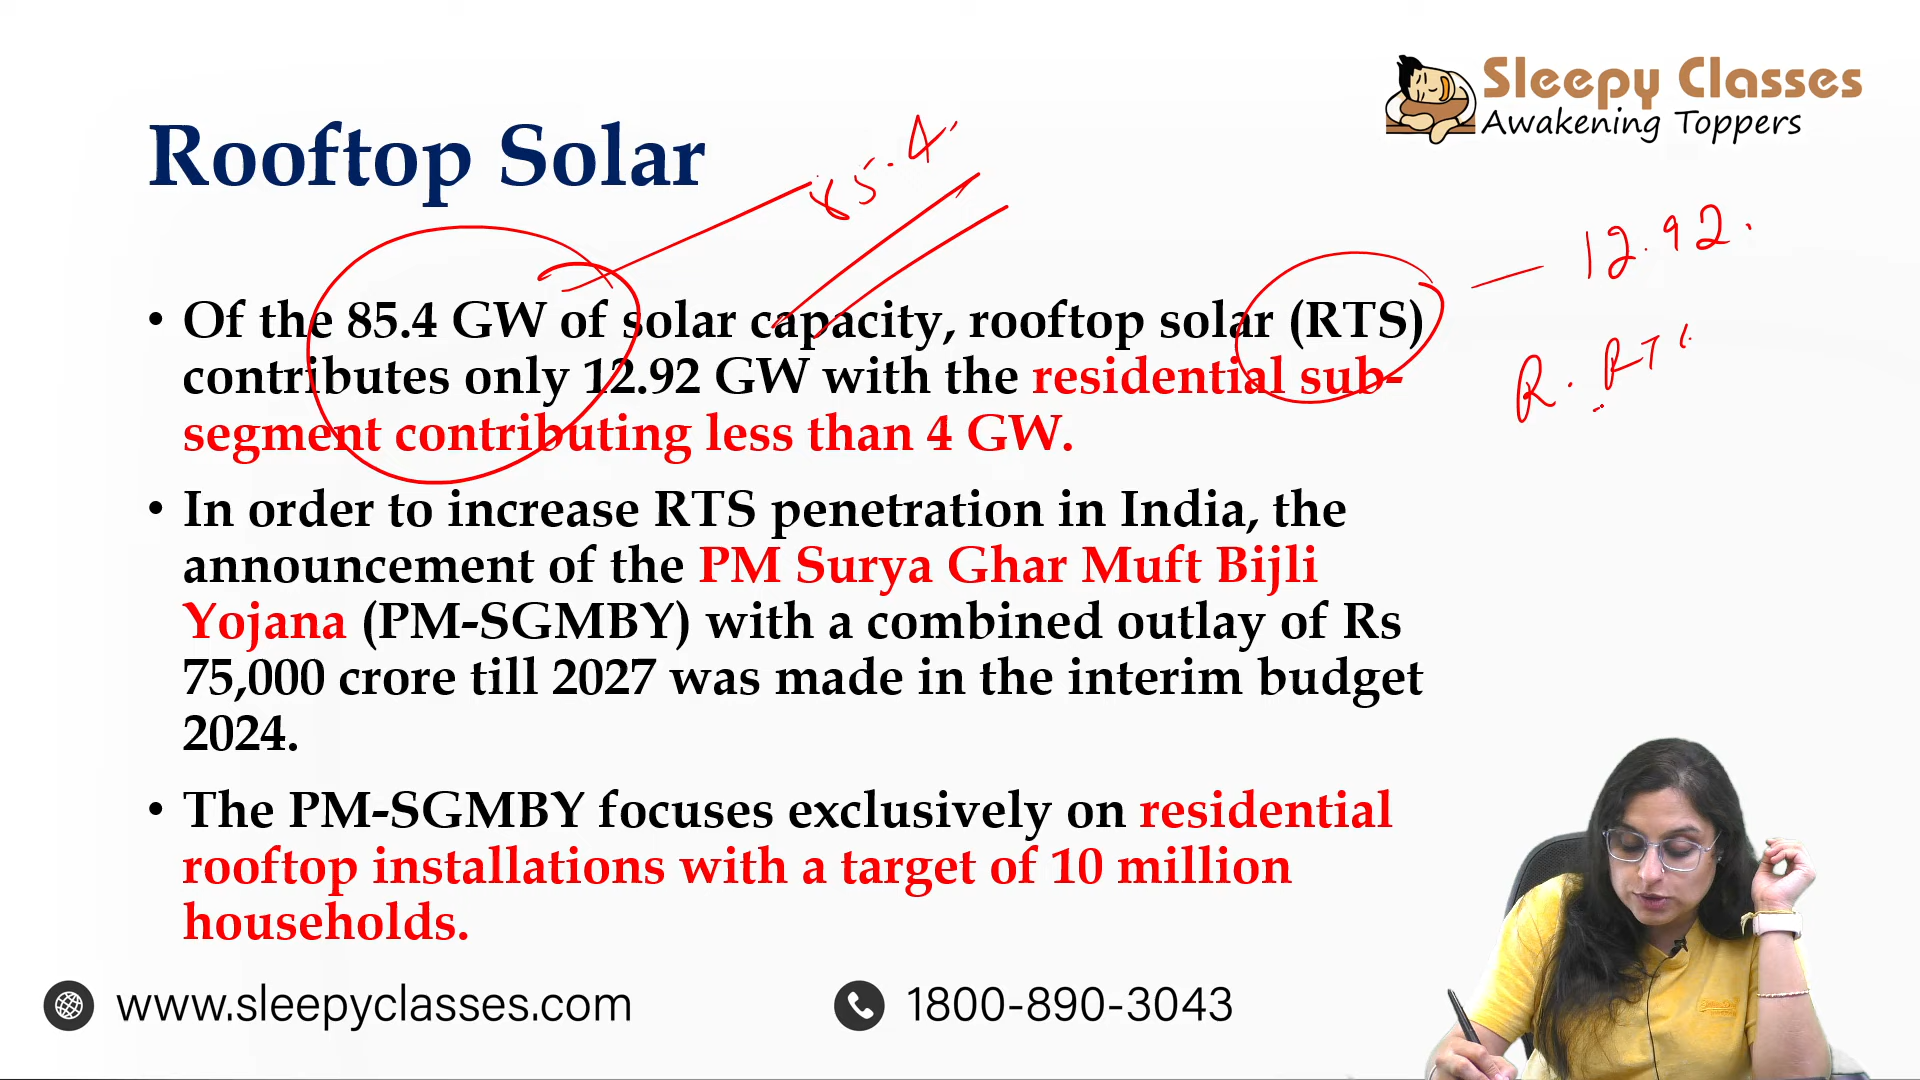 Sleepy Classes
Awakening Toppers
Rooftop Solar
85.4
12.92.
• Of the 85.4 GW of solar capacity, rooftop solar (RTS)
contributes only 12.92 GW with the residential sub-
segment contributing less than 4 GW.
R. RT
• In order to increase RTS penetration in India, the
announcement of the PM Surya Ghar Muft Bijli
Yojana (PM-SGMBY) with a combined outlay of Rs
75,000 crore till 2027 was made in the interim budget
2024.
• The PM-SGMBY focuses exclusively on residential
rooftop installations with a target of 10 million
households.
www.sleepyclasses.com
1800-890-3043